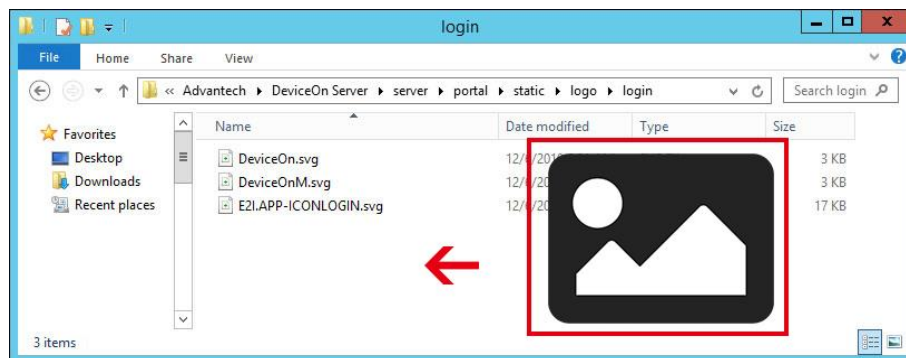 login
File Home Share View
« Advantech DeviceOn Server server portal static logo login Search login
Favorites
Desktop
Downloads
Recent places
Name Date modified Type Size
DeviceOn.svg 3 KB
DeviceOnM.svg 3 KB
E2I.APP-ICONLOGIN.svg 17 KB
3 items